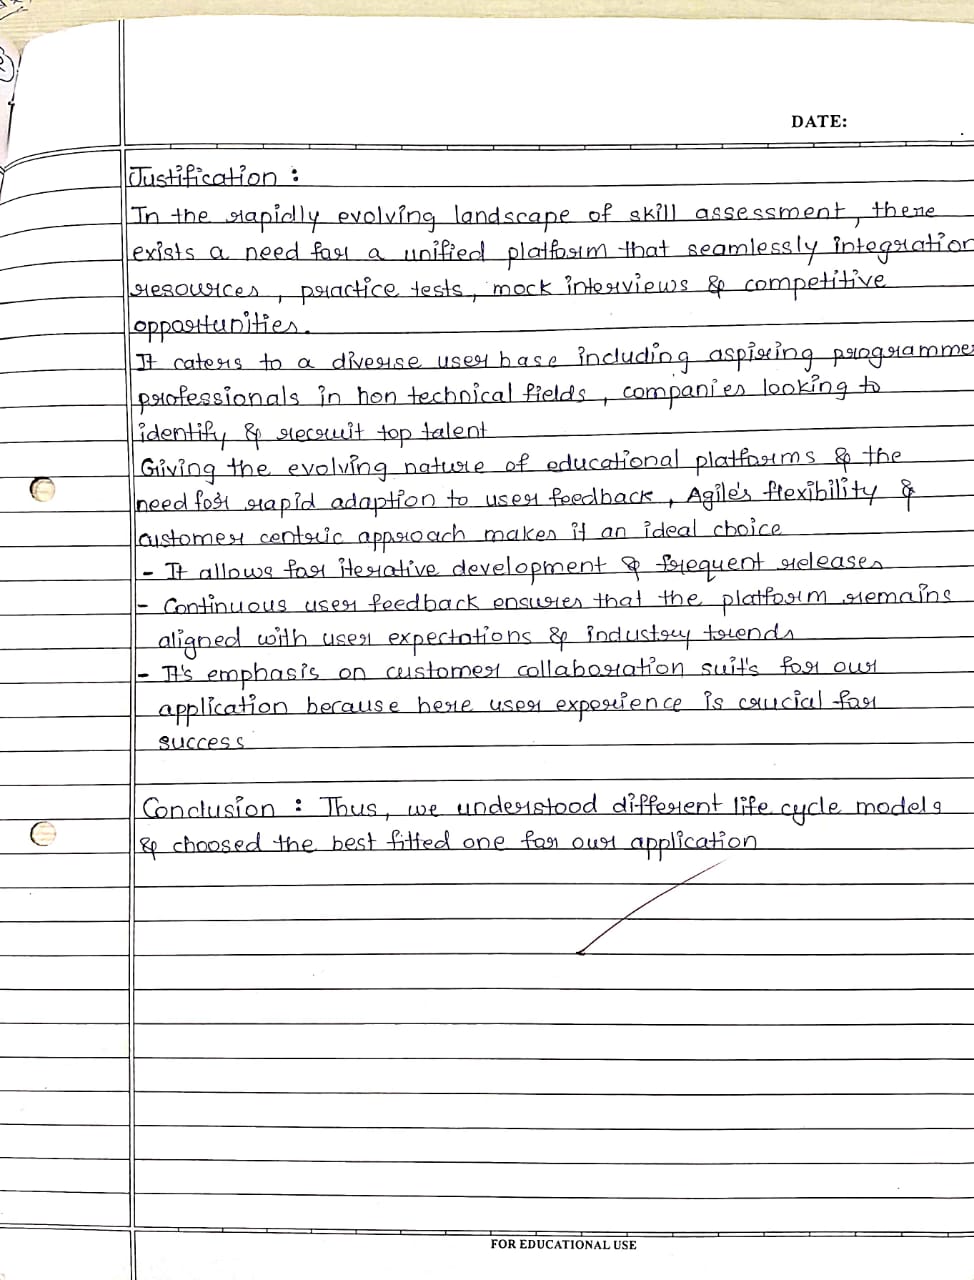 DATE:
Justification :
In the rapidly evolving landscape of skill assessment, there
exists a need for a unified platform that seamlessly integration
resources, practice tests, mock interviews & competitive
opportunities.
It caters to a diverse user base including aspiring programme
professionals in non technical fields, companies looking to
identify & recruit top talent
Giving the evolving nature of educational platforms & the
need for rapid adaption to user feedback, Agile's flexibility &
customer centric approach makes it an ideal choice
- It allows for iterative development & frequent releases
- Continuous user feedback ensures that the platform remains
aligned with user expectations & industry trends
- It's emphasis on customer collaboration suit's for our
application because here user experience is crucial for
success
Conclusion : Thus, we understood different life cycle models
& choosed the best fitted one for our application
FOR EDUCATIONAL USE